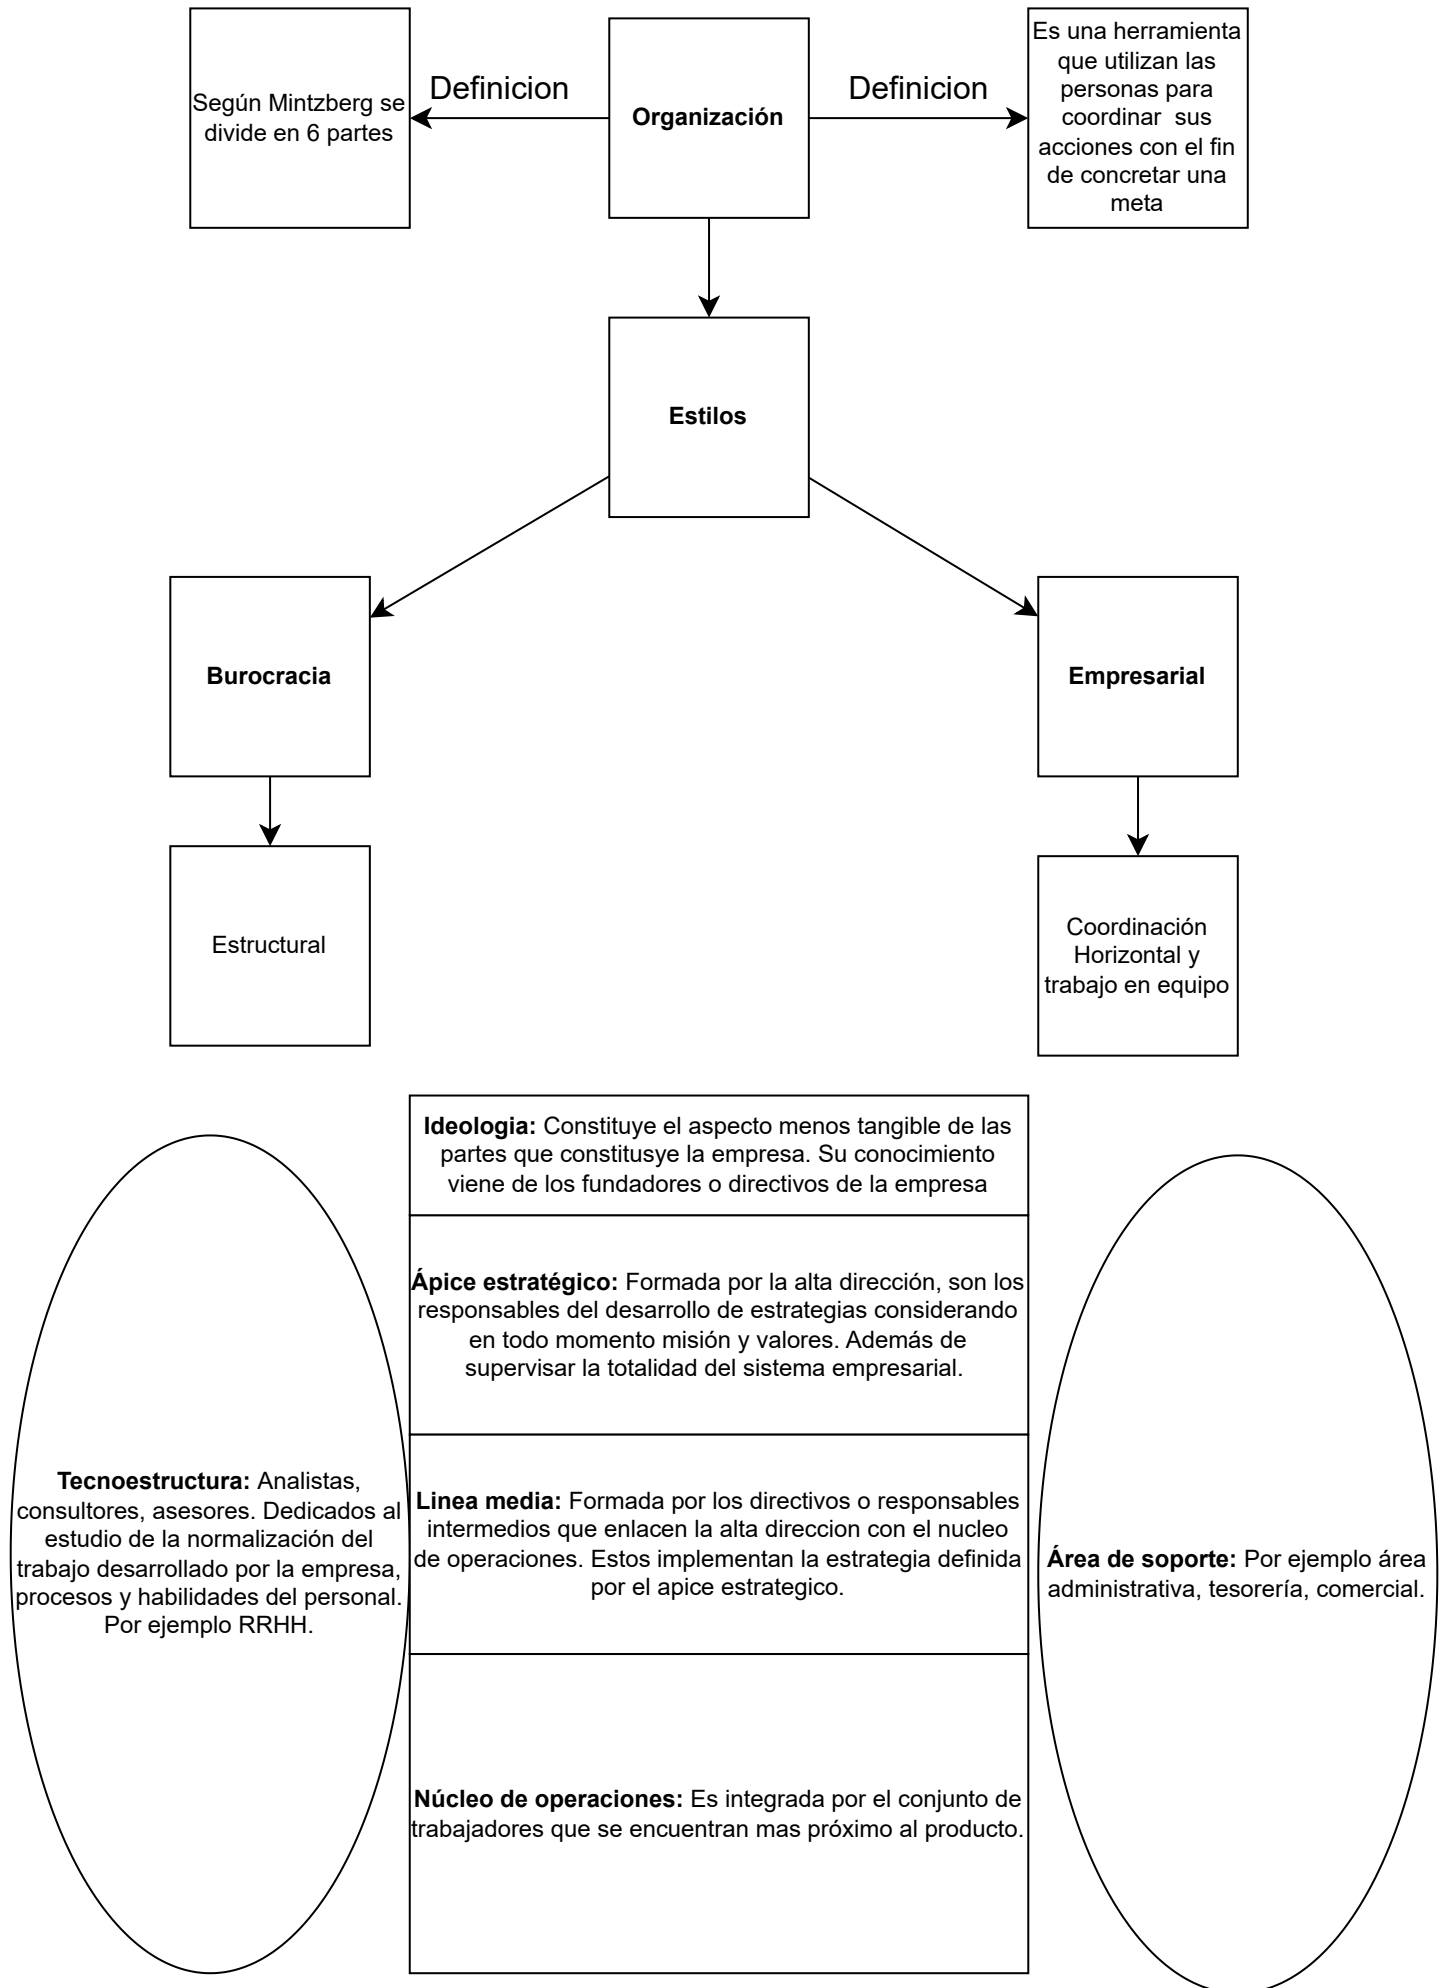 Según Mintzberg se
divide en 6 partes
Definicion
Organización
Definicion
Es una herramienta
que utilizan las
personas para
coordinar sus
acciones con el fin
de concretar una
meta
Estilos
Burocracia
Empresarial
Estructural
Coordinación
Horizontal y
trabajo en equipo
Ideologia: Constituye el aspecto menos tangible de las
partes que constitusye la empresa. Su conocimiento
viene de los fundadores o directivos de la empresa
Ápice estratégico: Formada por la alta dirección, son los
responsables del desarrollo de estrategias considerando
en todo momento misión y valores. Además de
supervisar la totalidad del sistema empresarial.
Tecnoestructura: Analistas,
consultores, asesores. Dedicados al
estudio de la normalización del
trabajo desarrollado por la empresa,
procesos y habilidades del personal.
Por ejemplo RRHH.
Linea media: Formada por los directivos o responsables
intermedios que enlacen la alta direccion con el nucleo
de operaciones. Estos implementan la estrategia definida
por el apice estrategico.
Área de soporte: Por ejemplo área
administrativa, tesorería, comercial.
Núcleo de operaciones: Es integrada por el conjunto de
trabajadores que se encuentran mas próximo al producto.